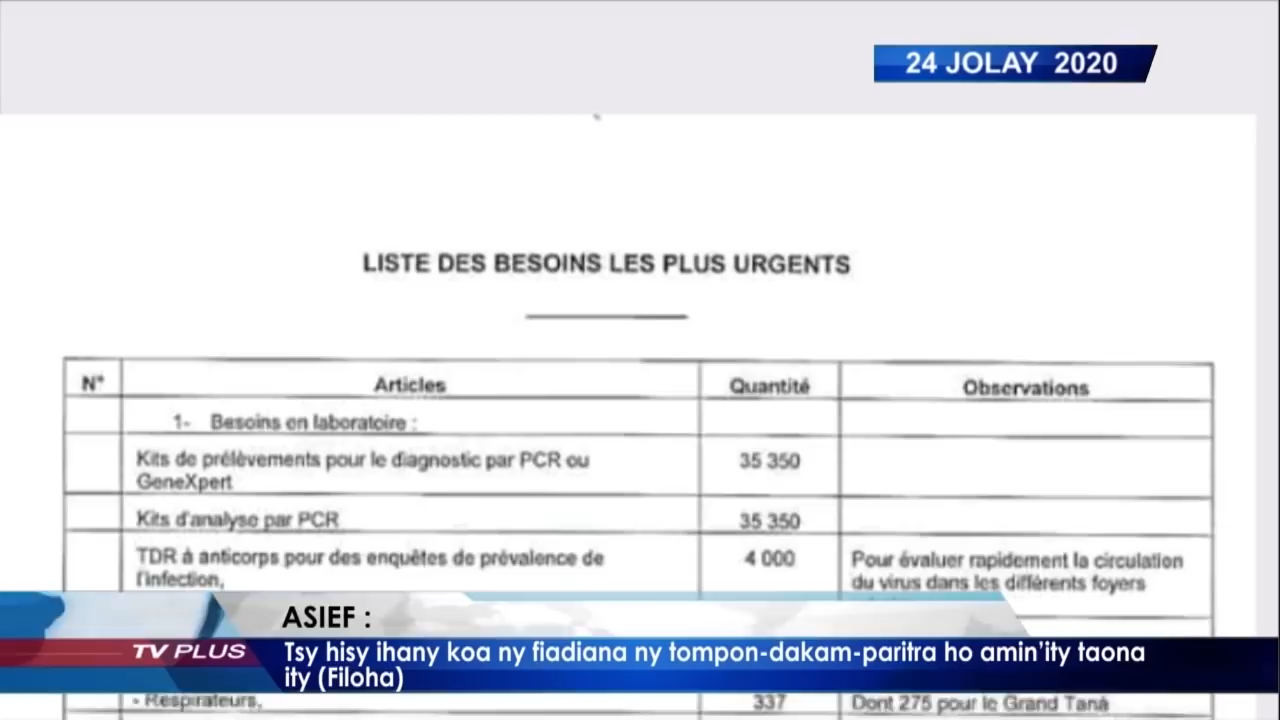 24 JOLAY 2020
LISTE DES BESOINS LES PLUS URGENTS
N° Articles Quantité Observations
1- Besoins en laboratoire :
Kits de prélèvements pour le diagnostic par PCR ou
GeneXpert
35 350
Kits d'analyse par PCR 35 350
TDR à anticorps pour des enquêtes de prévalence de
l'infection,
4 000
Pour évaluer rapidement la circulation
du virus dans les différents foyers
ASIEF :
TV PLUS
Tsy hisy ihany koa ny fiadiana ny tompon-dakam-paritra ho amin'ity taona
ity (Filoha)
- Respirateurs, 337 Dont 275 pour le Grand Tana